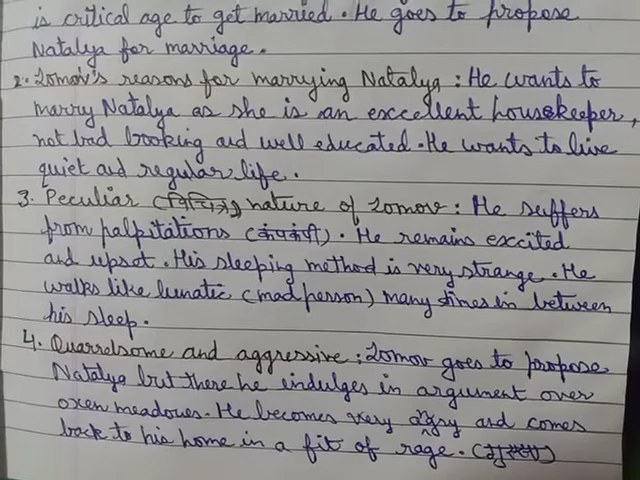 is critical age to get married. He goes to propose
Natalya for marriage.
2. Lomov's reasons for marrying Natalya : He wants to
marry Natalya as she is an excellent housekeeper,
not bad looking and well educated. He wants to live
quiet and regular life.
3. Peculiar (विचित्र) nature of Lomov : He suffers
from palpitations (कंपकंपी). He remains excited
and upset. His sleeping method is very strange. He
walks like lunatic (mad person) many times in between
his sleep.
4. Quarrelsome and aggressive : Lomov goes to propose
Natalya but there he indulges in argument over
oxen meadows. He becomes very angry and comes
back to his home in a fit of rage. (गुस्सा)